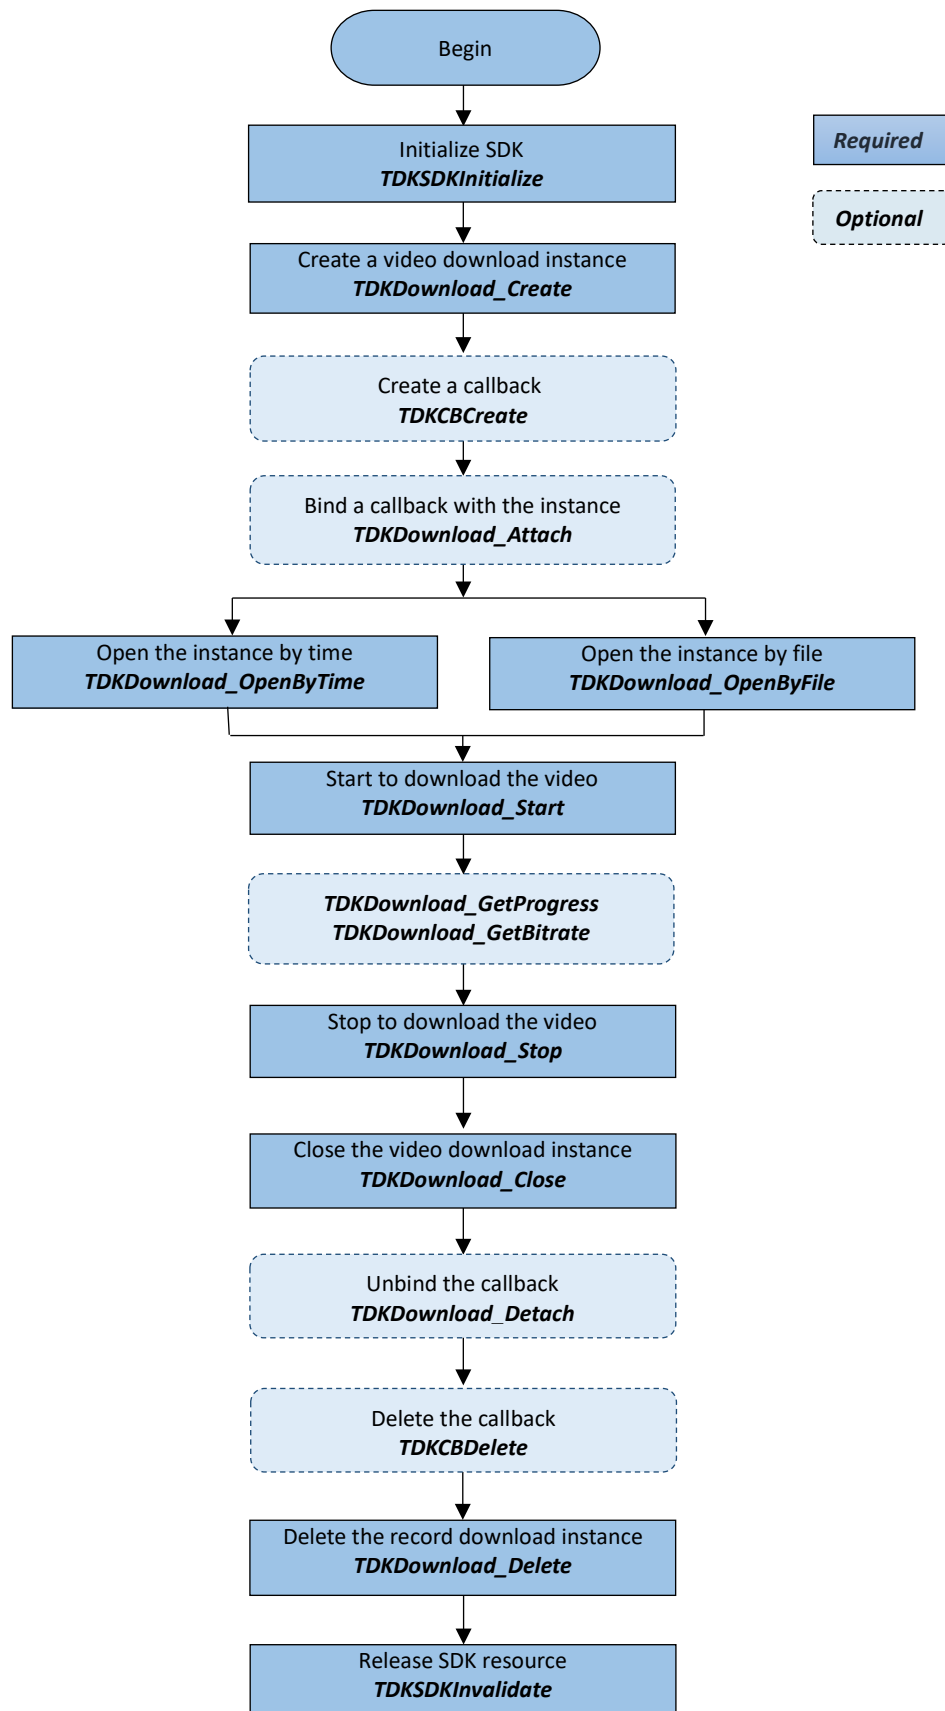 Begin
Initialize SDK
TDKSDKInitialize
Required
Optional
Create a video download instance
TDKDownload_Create
Create a callback
TDKCBCreate
Bind a callback with the instance
TDKDownload_Attach
Open the instance by time
TDKDownload_OpenByTime
Open the instance by file
TDKDownload_OpenByFile
Start to download the video
TDKDownload_Start
TDKDownload_GetProgress
TDKDownload_GetBitrate
Stop to download the video
TDKDownload_Stop
Close the video download instance
TDKDownload_Close
Unbind the callback
TDKDownload_Detach
Delete the callback
TDKCBDelete
Delete the record download instance
TDKDownload_Delete
Release SDK resource
TDKSDKInvalidate